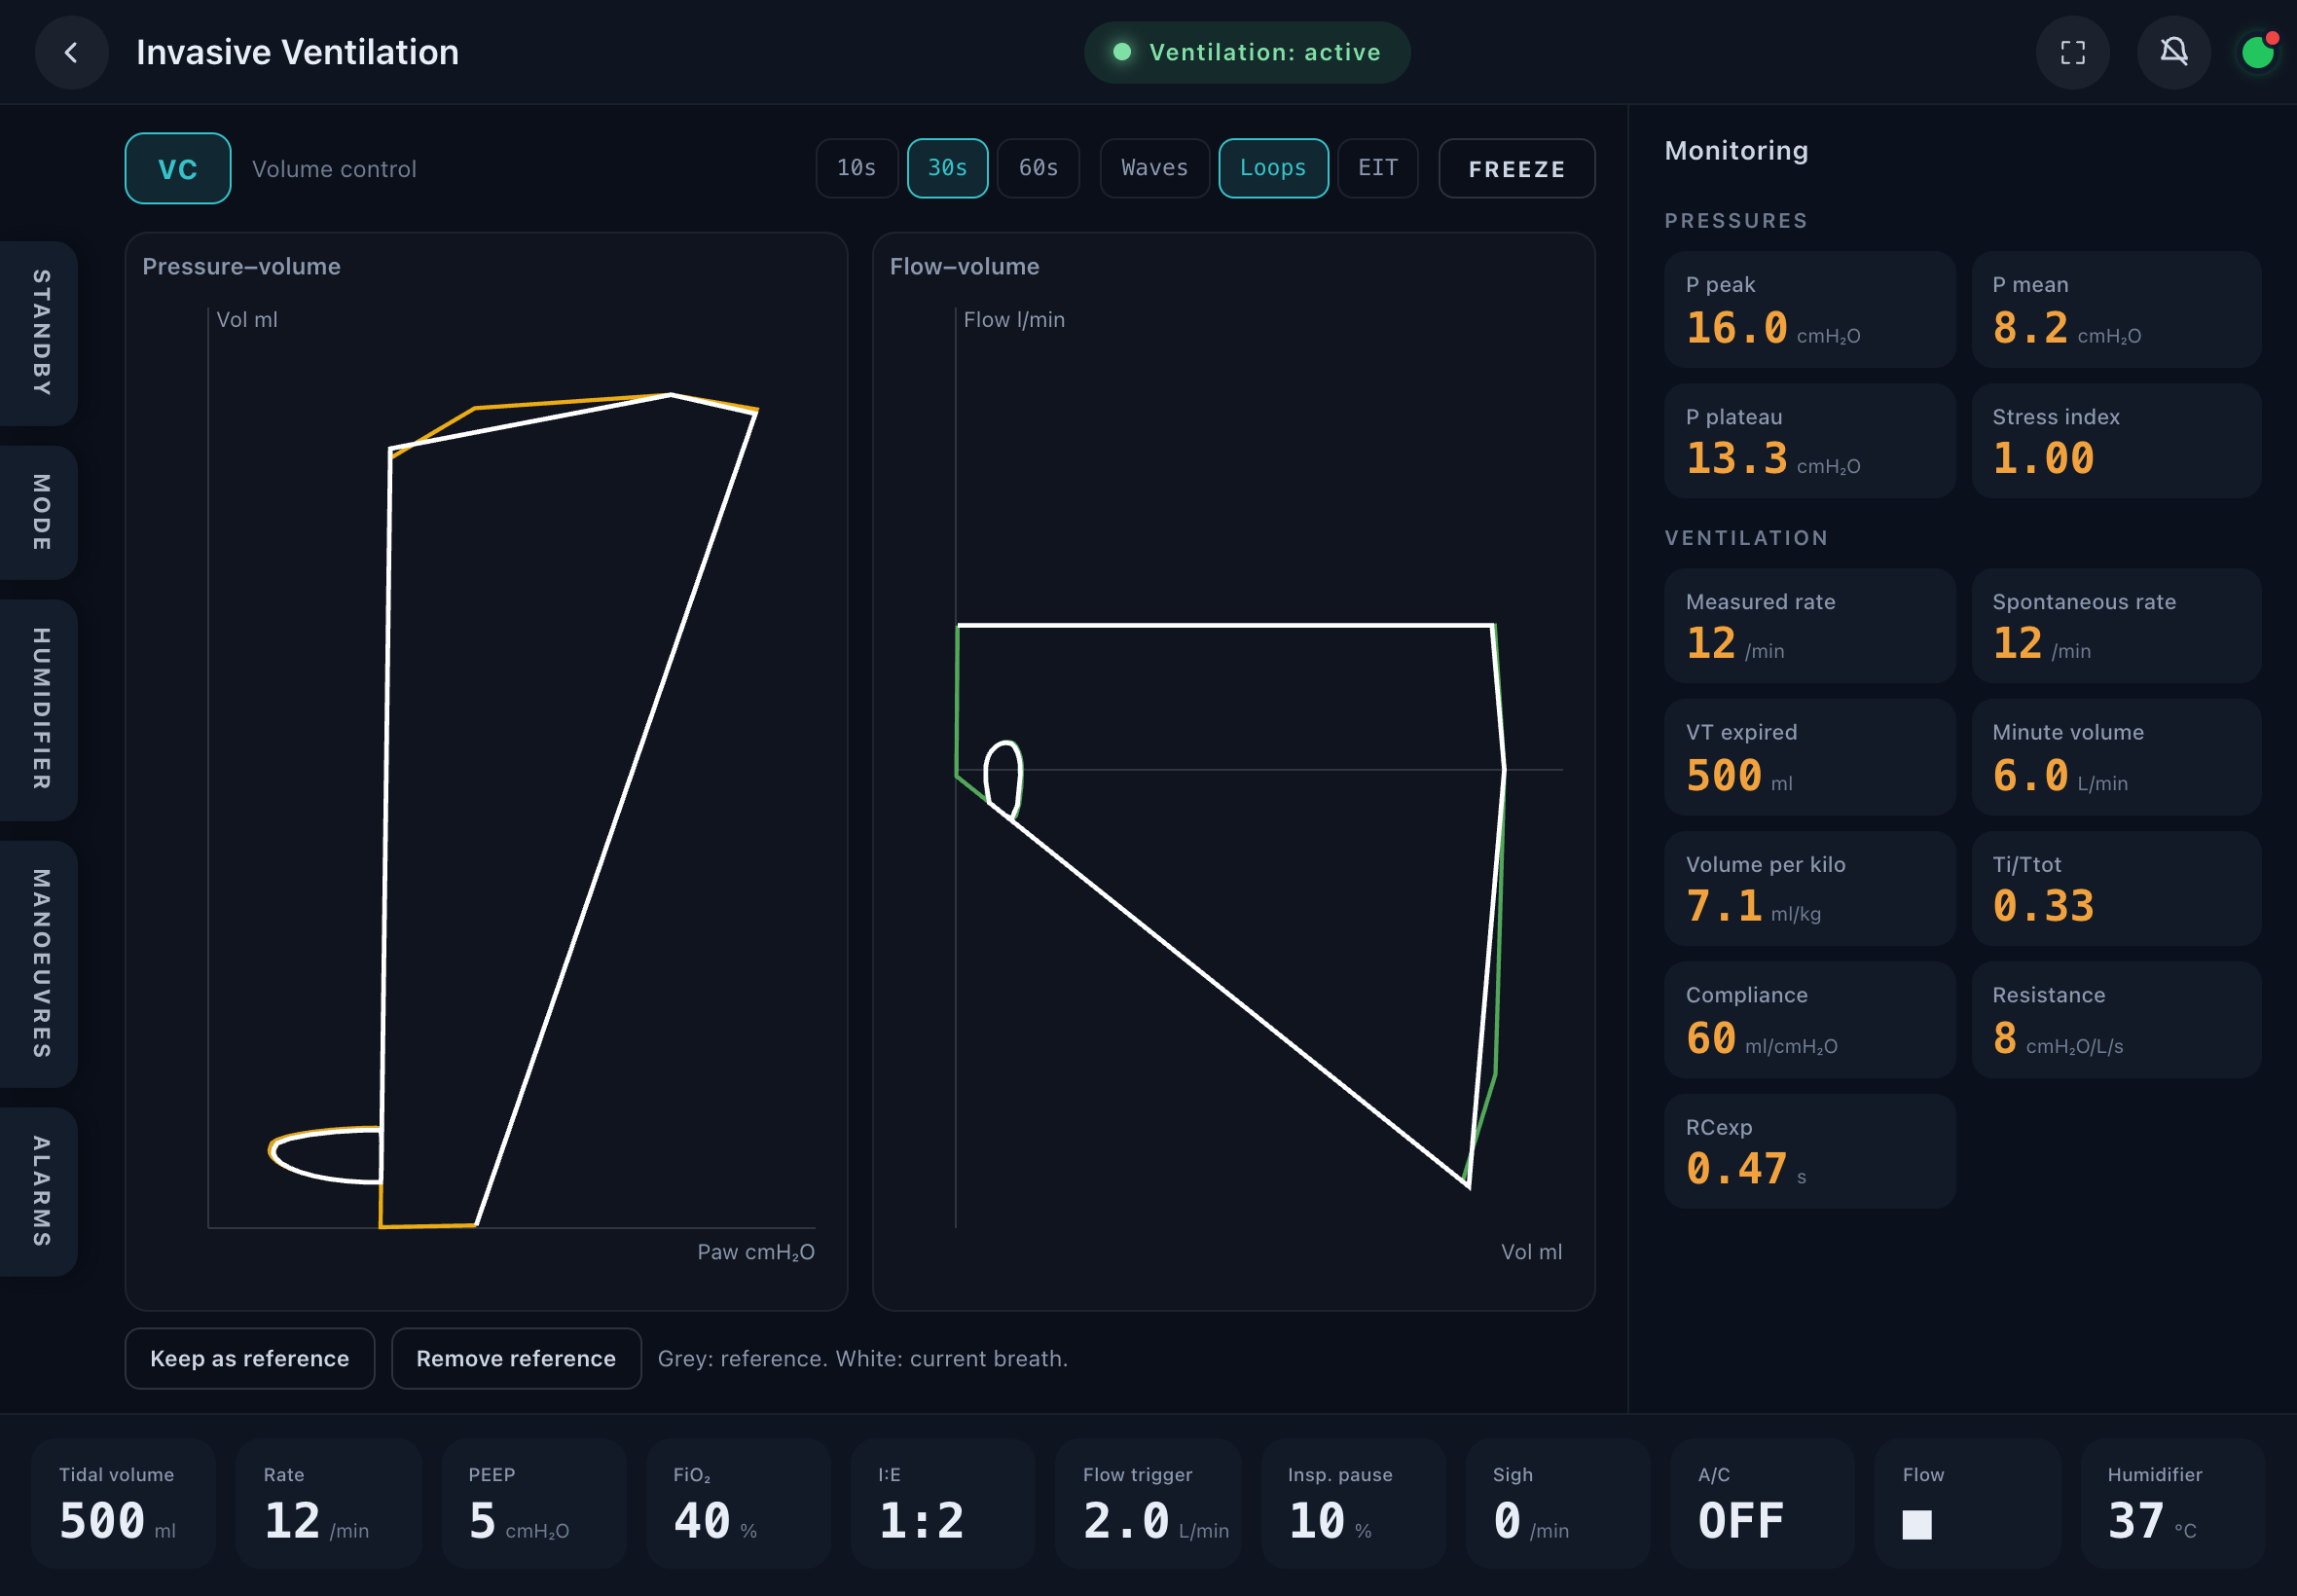 Invasive Ventilation
Ventilation: active
VC
Volume control
10s
30s
60s
Waves
Loops
EIT
FREEZE
STANDBY
MODE
HUMIDIFIER
MANOEUVRES
ALARMS
Pressure–volume
Vol ml
Paw cmH₂O
Flow–volume
Flow l/min
Vol ml
Keep as reference
Remove reference
Grey: reference. White: current breath.
Monitoring
PRESSURES
P peak
16.0 cmH₂O
P mean
8.2 cmH₂O
P plateau
13.3 cmH₂O
Stress index
1.00
VENTILATION
Measured rate
12 /min
Spontaneous rate
12 /min
VT expired
500 ml
Minute volume
6.0 L/min
Volume per kilo
7.1 ml/kg
Ti/Ttot
0.33
Compliance
60 ml/cmH₂O
Resistance
8 cmH₂O/L/s
RCexp
0.47 s
Tidal volume
500 ml
Rate
12 /min
PEEP
5 cmH₂O
FiO₂
40 %
I:E
1:2
Flow trigger
2.0 L/min
Insp. pause
10 %
Sigh
0 /min
A/C
OFF
Flow
■
Humidifier
37 °C